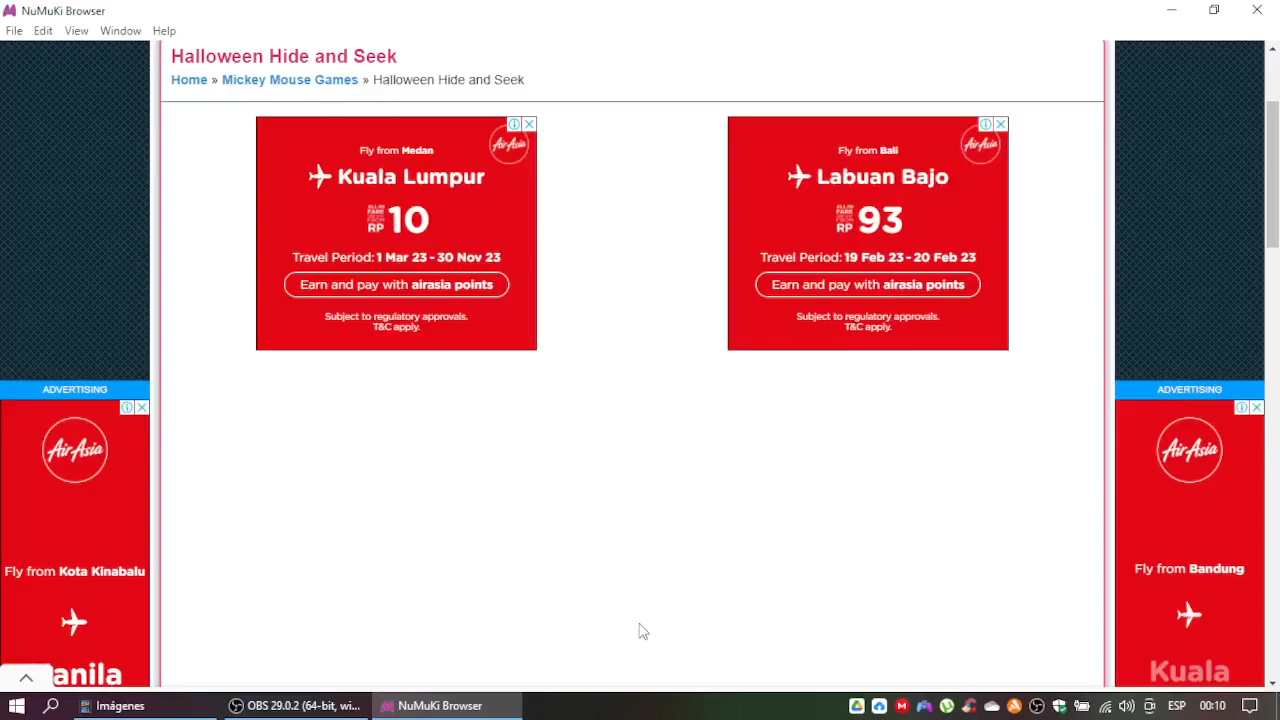 NuMuKi Browser
File Edit View Window Help
Halloween Hide and Seek
Home » Mickey Mouse Games » Halloween Hide and Seek
AirAsia
Fly from Medan
Kuala Lumpur
RP 10
Travel Period: 1 Mar 23 - 30 Nov 23
Earn and pay with airasia points
Subject to regulatory approvals.
T&C apply.
AirAsia
Fly from Bali
Labuan Bajo
RP 93
Travel Period: 19 Feb 23 - 20 Feb 23
Earn and pay with airasia points
Subject to regulatory approvals.
T&C apply.
ADVERTISING
AirAsia
Fly from Kota Kinabalu
anila
ADVERTISING
AirAsia
Fly from Bandung
Kuala
Imágenes
OBS 29.0.2 (64-bit, wi...
NuMuKi Browser
ESP
00:10